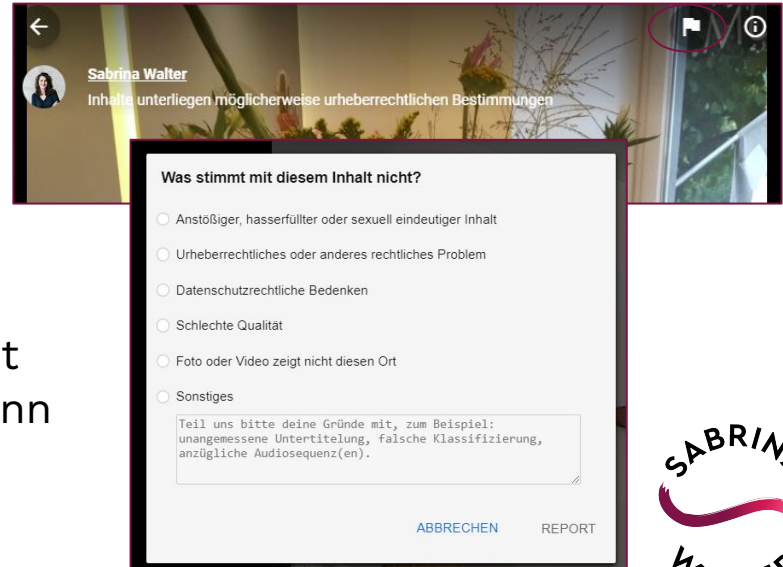 Sabrina Walter
Inhalte unterliegen möglicherweise urheberrechtlichen Bestimmungen
Was stimmt mit diesem Inhalt nicht?
Anstößiger, hasserfüllter oder sexuell eindeutiger Inhalt
Urheberrechtliches oder anderes rechtliches Problem
Datenschutzrechtliche Bedenken
Schlechte Qualität
Foto oder Video zeigt nicht diesen Ort
Sonstiges
Teil uns bitte deine Gründe mit, zum Beispiel:
unangemessene Untertitelung, falsche Klassifizierung,
anzügliche Audiosequenz(en).
ABBRECHEN REPORT
t
nn
SABRIN